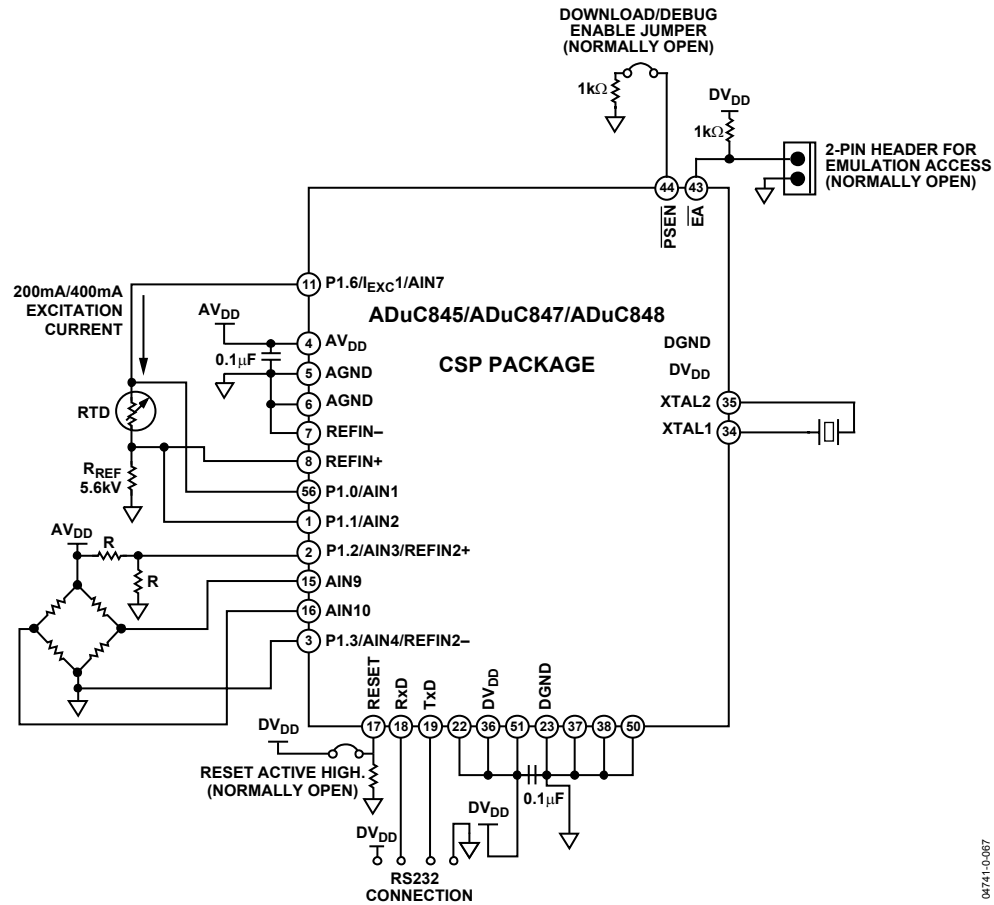 DOWNLOAD/DEBUG
ENABLE JUMPER
(NORMALLY OPEN)
1kΩ
DVDD
1kΩ
2-PIN HEADER FOR
EMULATION ACCESS
(NORMALLY OPEN)
44
43
PSEN
EA
11 P1.6/IEXC1/AIN7
200mA/400mA
EXCITATION
CURRENT
AVDD
ADuC845/ADuC847/ADuC848
CSP PACKAGE
4 AVDD
0.1µF
5 AGND
6 AGND
7 REFIN–
8 REFIN+
56 P1.0/AIN1
1 P1.1/AIN2
2 P1.2/AIN3/REFIN2+
15 AIN9
16 AIN10
3 P1.3/AIN4/REFIN2–
DGND
DVDD
XTAL2 35
XTAL1 34
RTD
RREF
5.6kV
AVDD
R
R
RESET
RxD
TxD
DVDD
DGND
17
18
19
22
36
51
23
37
38
50
DVDD
RESET ACTIVE HIGH.
(NORMALLY OPEN)
0.1µF
DVDD
DVDD
RS232
CONNECTION
04741-0-067